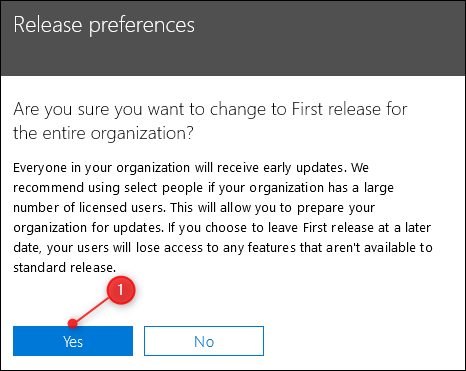 Release preferences
Are you sure you want to change to First release for
the entire organization?
Everyone in your organization will receive early updates. We
recommend using select people if your organization has a large
number of licensed users. This will allow you to prepare your
organization for updates. If you choose to leave First release at a later
date, your users will lose access to any features that aren't available to
standard release.
1
Yes
No